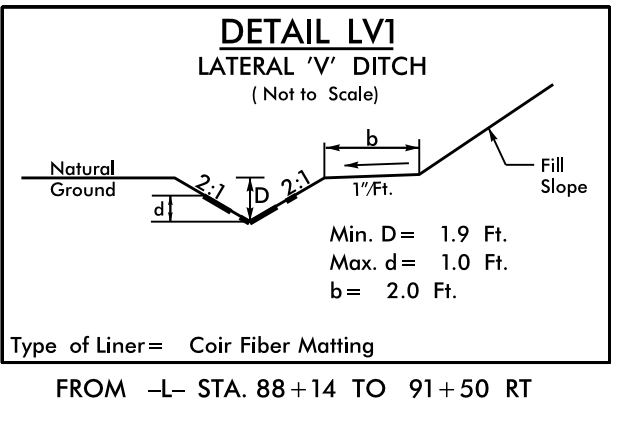 DETAIL LV1
LATERAL 'V' DITCH
( Not to Scale)
b
Natural
Ground
2:1
D
2:1
d
1"/Ft.
Fill
Slope
Min. D = 1.9 Ft.
Max. d = 1.0 Ft.
b = 2.0 Ft.
Type of Liner = Coir Fiber Matting
FROM -L- STA. 88+14 TO 91+50 RT